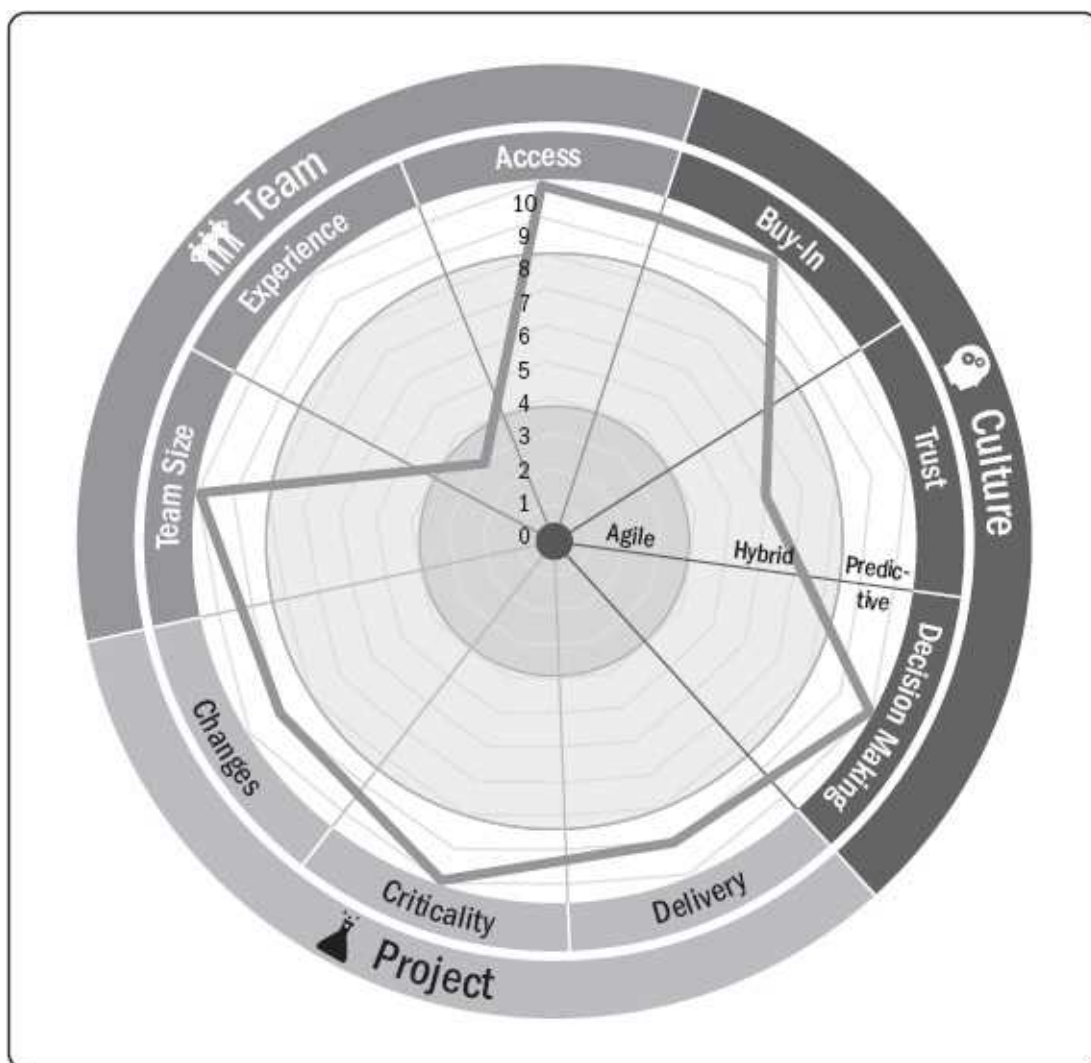 Team
Culture
Project
Access
Buy-In
Trust
Decision Making
Delivery
Criticality
Changes
Team Size
Experience
10
9
8
7
6
5
4
3
2
1
0
Agile
Hybrid
Predic-
tive